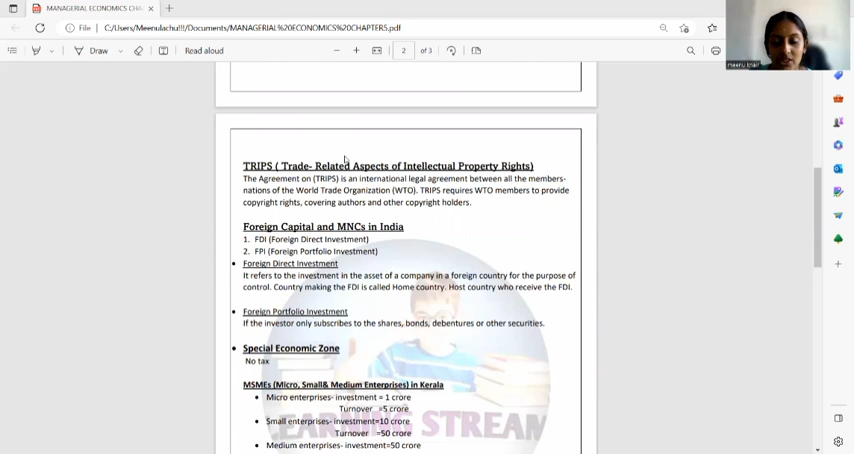 MANAGERIAL ECONOMICS CHA
File
C:/Users/Meenulachu!!!/Documents/MANAGERIAL%20ECONOMICS%20CHAPTER5.pdf
Draw
Read aloud
2
of 3
meenu khair
TRIPS ( Trade- Related Aspects of Intellectual Property Rights)
The Agreement on (TRIPS) is an international legal agreement between all the members-
nations of the World Trade Organization (WTO). TRIPS requires WTO members to provide
copyright rights, covering authors and other copyright holders.
Foreign Capital and MNCs in India
1. FDI (Foreign Direct Investment)
2. FPI (Foreign Portfolio Investment)
• Foreign Direct Investment
It refers to the investment in the asset of a company in a foreign country for the purpose of
control. Country making the FDI is called Home country. Host country who receive the FDI.
• Foreign Portfolio Investment
If the investor only subscribes to the shares, bonds, debentures or other securities.
• Special Economic Zone
No tax
MSMEs (Micro, Small& Medium Enterprises) in Kerala
• Micro enterprises- investment = 1 crore
Turnover =5 crore
• Small enterprises- investment=10 crore
Turnover =50 crore
• Medium enterprises- investment=50 crore
EARNING STREAM